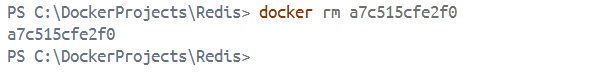 PS C:\DockerProjects\Redis> docker rm a7c515cfe2f0
a7c515cfe2f0
PS C:\DockerProjects\Redis>